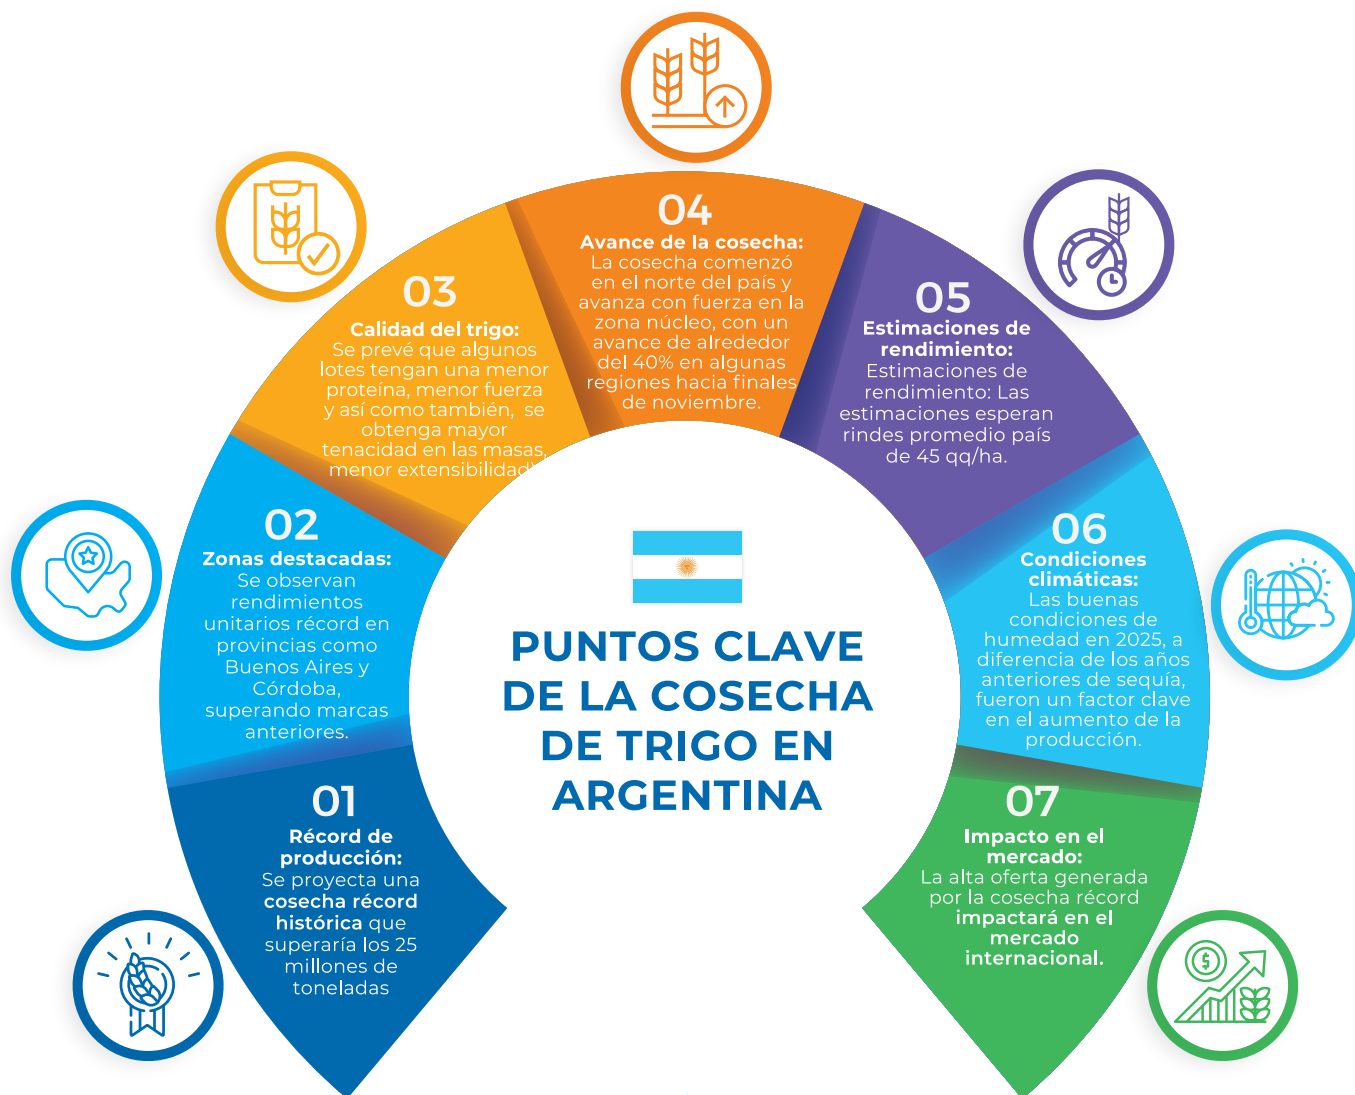 04
Avance de la cosecha:
La cosecha comenzó
en el norte del país y
avanza con fuerza en la
zona núcleo, con un
avance de alrededor
del 40% en algunas
regiones hacia finales
de noviembre.
03
Calidad del trigo:
Se prevé que algunos
lotes tengan una menor
proteína, menor fuerza
y así como también, se
obtenga mayor
tenacidad en las masas,
menor extensibilidad)
05
Estimaciones de
rendimiento:
Estimaciones de
rendimiento: Las
estimaciones esperan
rindes promedio país
de 45 qq/ha.
02
Zonas destacadas:
Se observan
rendimientos
unitarios récord en
provincias como
Buenos Aires y
Córdoba,
superando marcas
anteriores.
06
Condiciones
climáticas:
Las buenas
condiciones de
humedad en 2025, a
diferencia de los años
anteriores de sequía,
fueron un factor clave
en el aumento de la
producción.
PUNTOS CLAVE
DE LA COSECHA
DE TRIGO EN
ARGENTINA
01
Récord de
producción:
Se proyecta una
cosecha récord
histórica que
superaría los 25
millones de
toneladas
07
Impacto en el
mercado:
La alta oferta generada
por la cosecha récord
impactará en el
mercado
internacional.
$